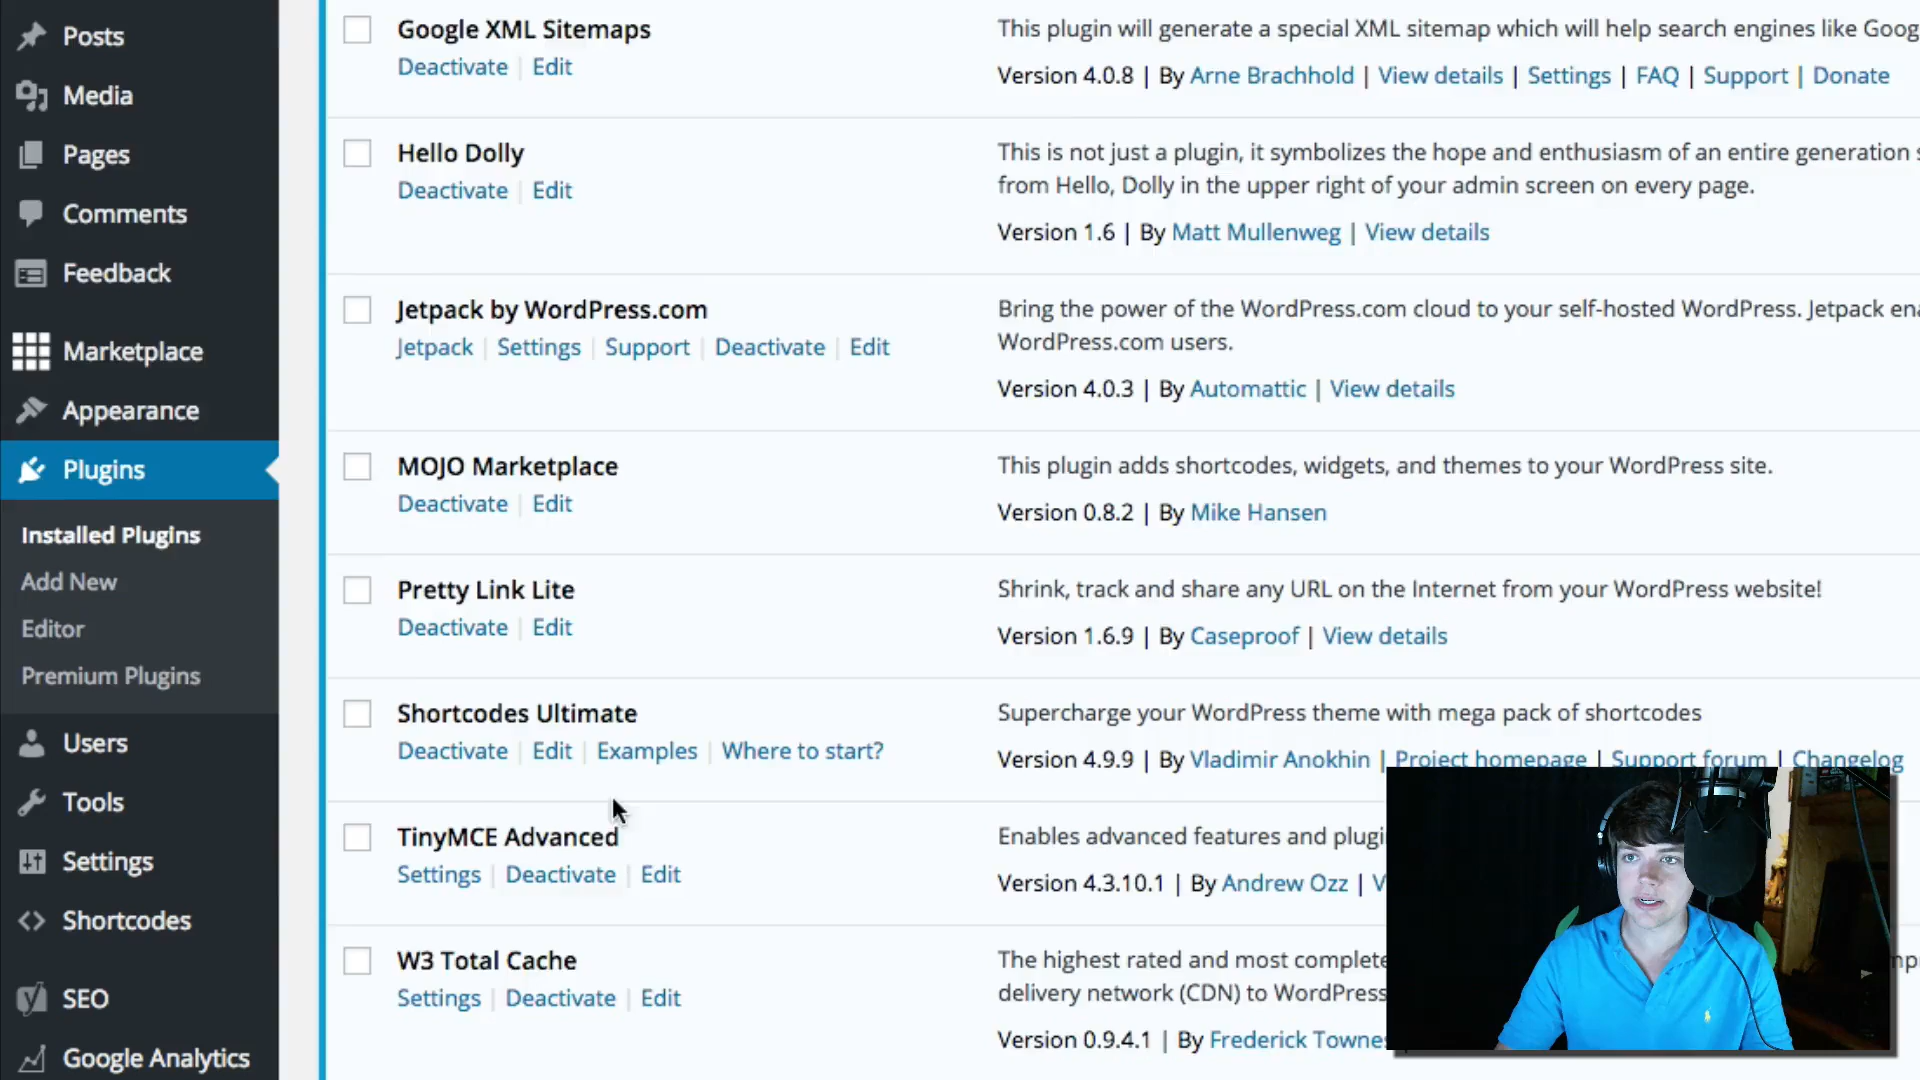 Posts
Media
Pages
Comments
Feedback
Marketplace
Appearance
Plugins
Installed Plugins
Add New
Editor
Premium Plugins
Users
Tools
Settings
Shortcodes
SEO
Google Analytics
Google XML Sitemaps
Deactivate | Edit
This plugin will generate a special XML sitemap which will help search engines like Goog
Version 4.0.8 | By Arne Brachhold | View details | Settings | FAQ | Support | Donate
Hello Dolly
Deactivate | Edit
This is not just a plugin, it symbolizes the hope and enthusiasm of an entire generation s
from Hello, Dolly in the upper right of your admin screen on every page.
Version 1.6 | By Matt Mullenweg | View details
Jetpack by WordPress.com
Jetpack | Settings | Support | Deactivate | Edit
Bring the power of the WordPress.com cloud to your self-hosted WordPress. Jetpack ena
WordPress.com users.
Version 4.0.3 | By Automattic | View details
MOJO Marketplace
Deactivate | Edit
This plugin adds shortcodes, widgets, and themes to your WordPress site.
Version 0.8.2 | By Mike Hansen
Pretty Link Lite
Deactivate | Edit
Shrink, track and share any URL on the Internet from your WordPress website!
Version 1.6.9 | By Caseproof | View details
Shortcodes Ultimate
Deactivate | Edit | Examples | Where to start?
Supercharge your WordPress theme with mega pack of shortcodes
Version 4.9.9 | By Vladimir Anokhin | Project homepage | Support forum | Changelog
TinyMCE Advanced
Settings | Deactivate | Edit
Enables advanced features and plugi
Version 4.3.10.1 | By Andrew Ozz | V
W3 Total Cache
Settings | Deactivate | Edit
The highest rated and most complete
delivery network (CDN) to WordPress
Version 0.9.4.1 | By Frederick Townes